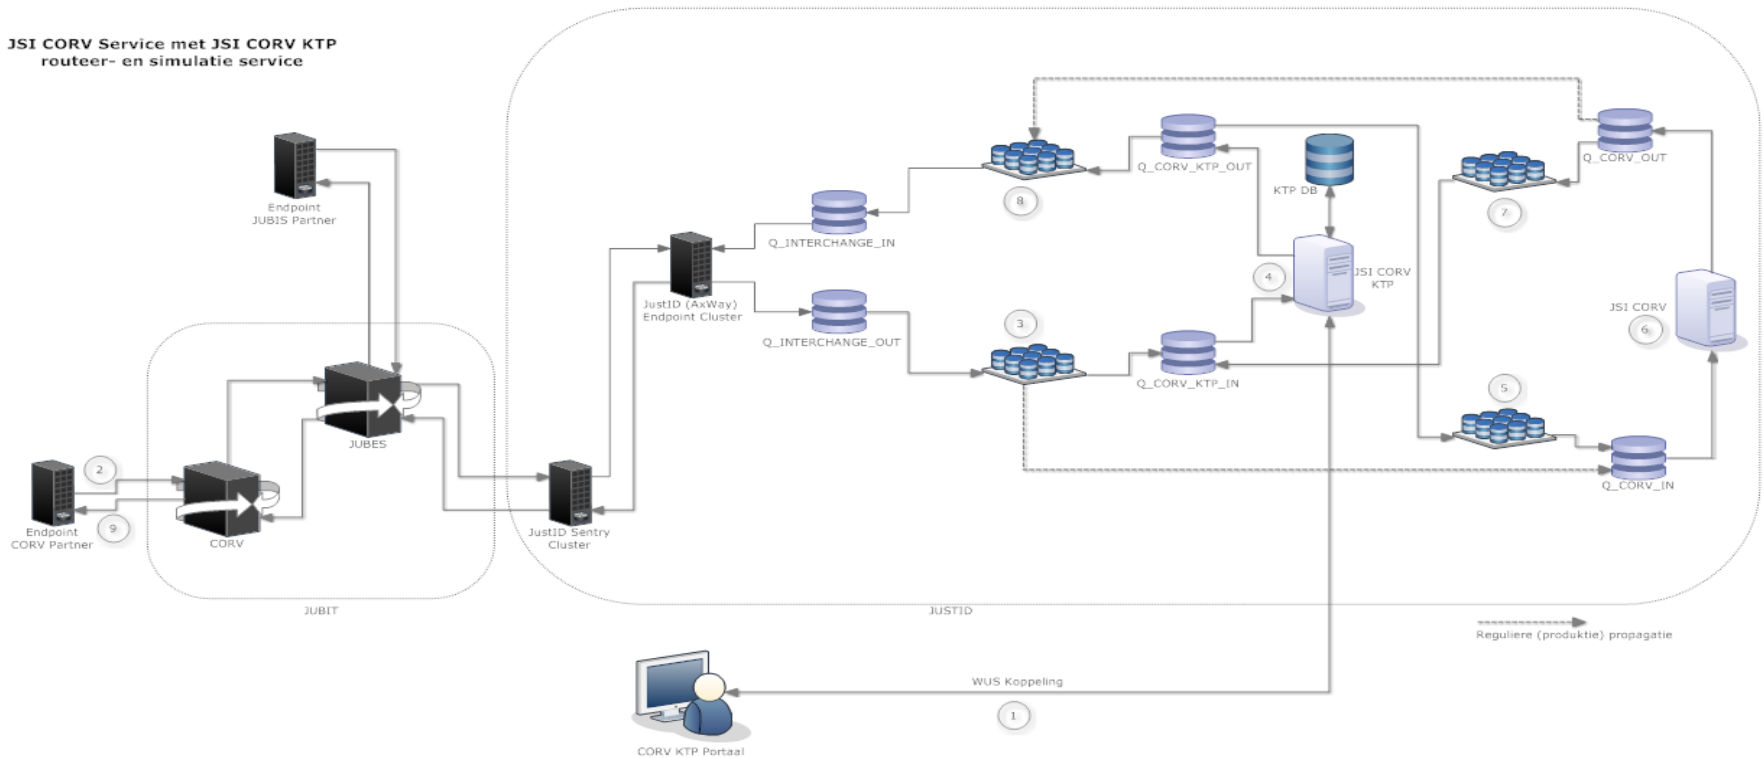 JSI CORV Service met JSI CORV KTP
routeer- en simulatie service
Endpoint
JUBIS Partner
Q_INTERCHANGE_IN
JustID (AxWay)
Endpoint Cluster
Q_INTERCHANGE_OUT
8
3
Q_CORV_KTP_OUT
KTP DB
4
JSI CORV
KTP
Q_CORV_KTP_IN
Q_CORV_OUT
7
JSI CORV
6
5
Q_CORV_IN
JUBES
2
9
Endpoint
CORV Partner
CORV
JustID Sentry
Cluster
JUBIT
JUSTID
Reguliere (produktie) propagatie
WUS Koppeling
1
CORV KTP Portaal